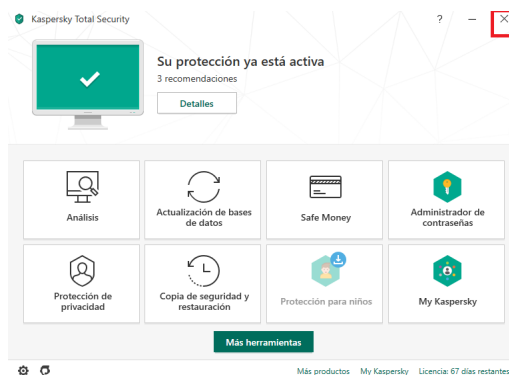 Kaspersky Total Security
?
Su protección ya está activa
3 recomendaciones
Detalles
Análisis
Actualización de bases
de datos
Safe Money
Administrador de
contraseñas
Protección de
privacidad
Copia de seguridad y
restauración
Protección para niños
My Kaspersky
Más herramientas
Más productos My Kaspersky Licencia: 67 días restantes